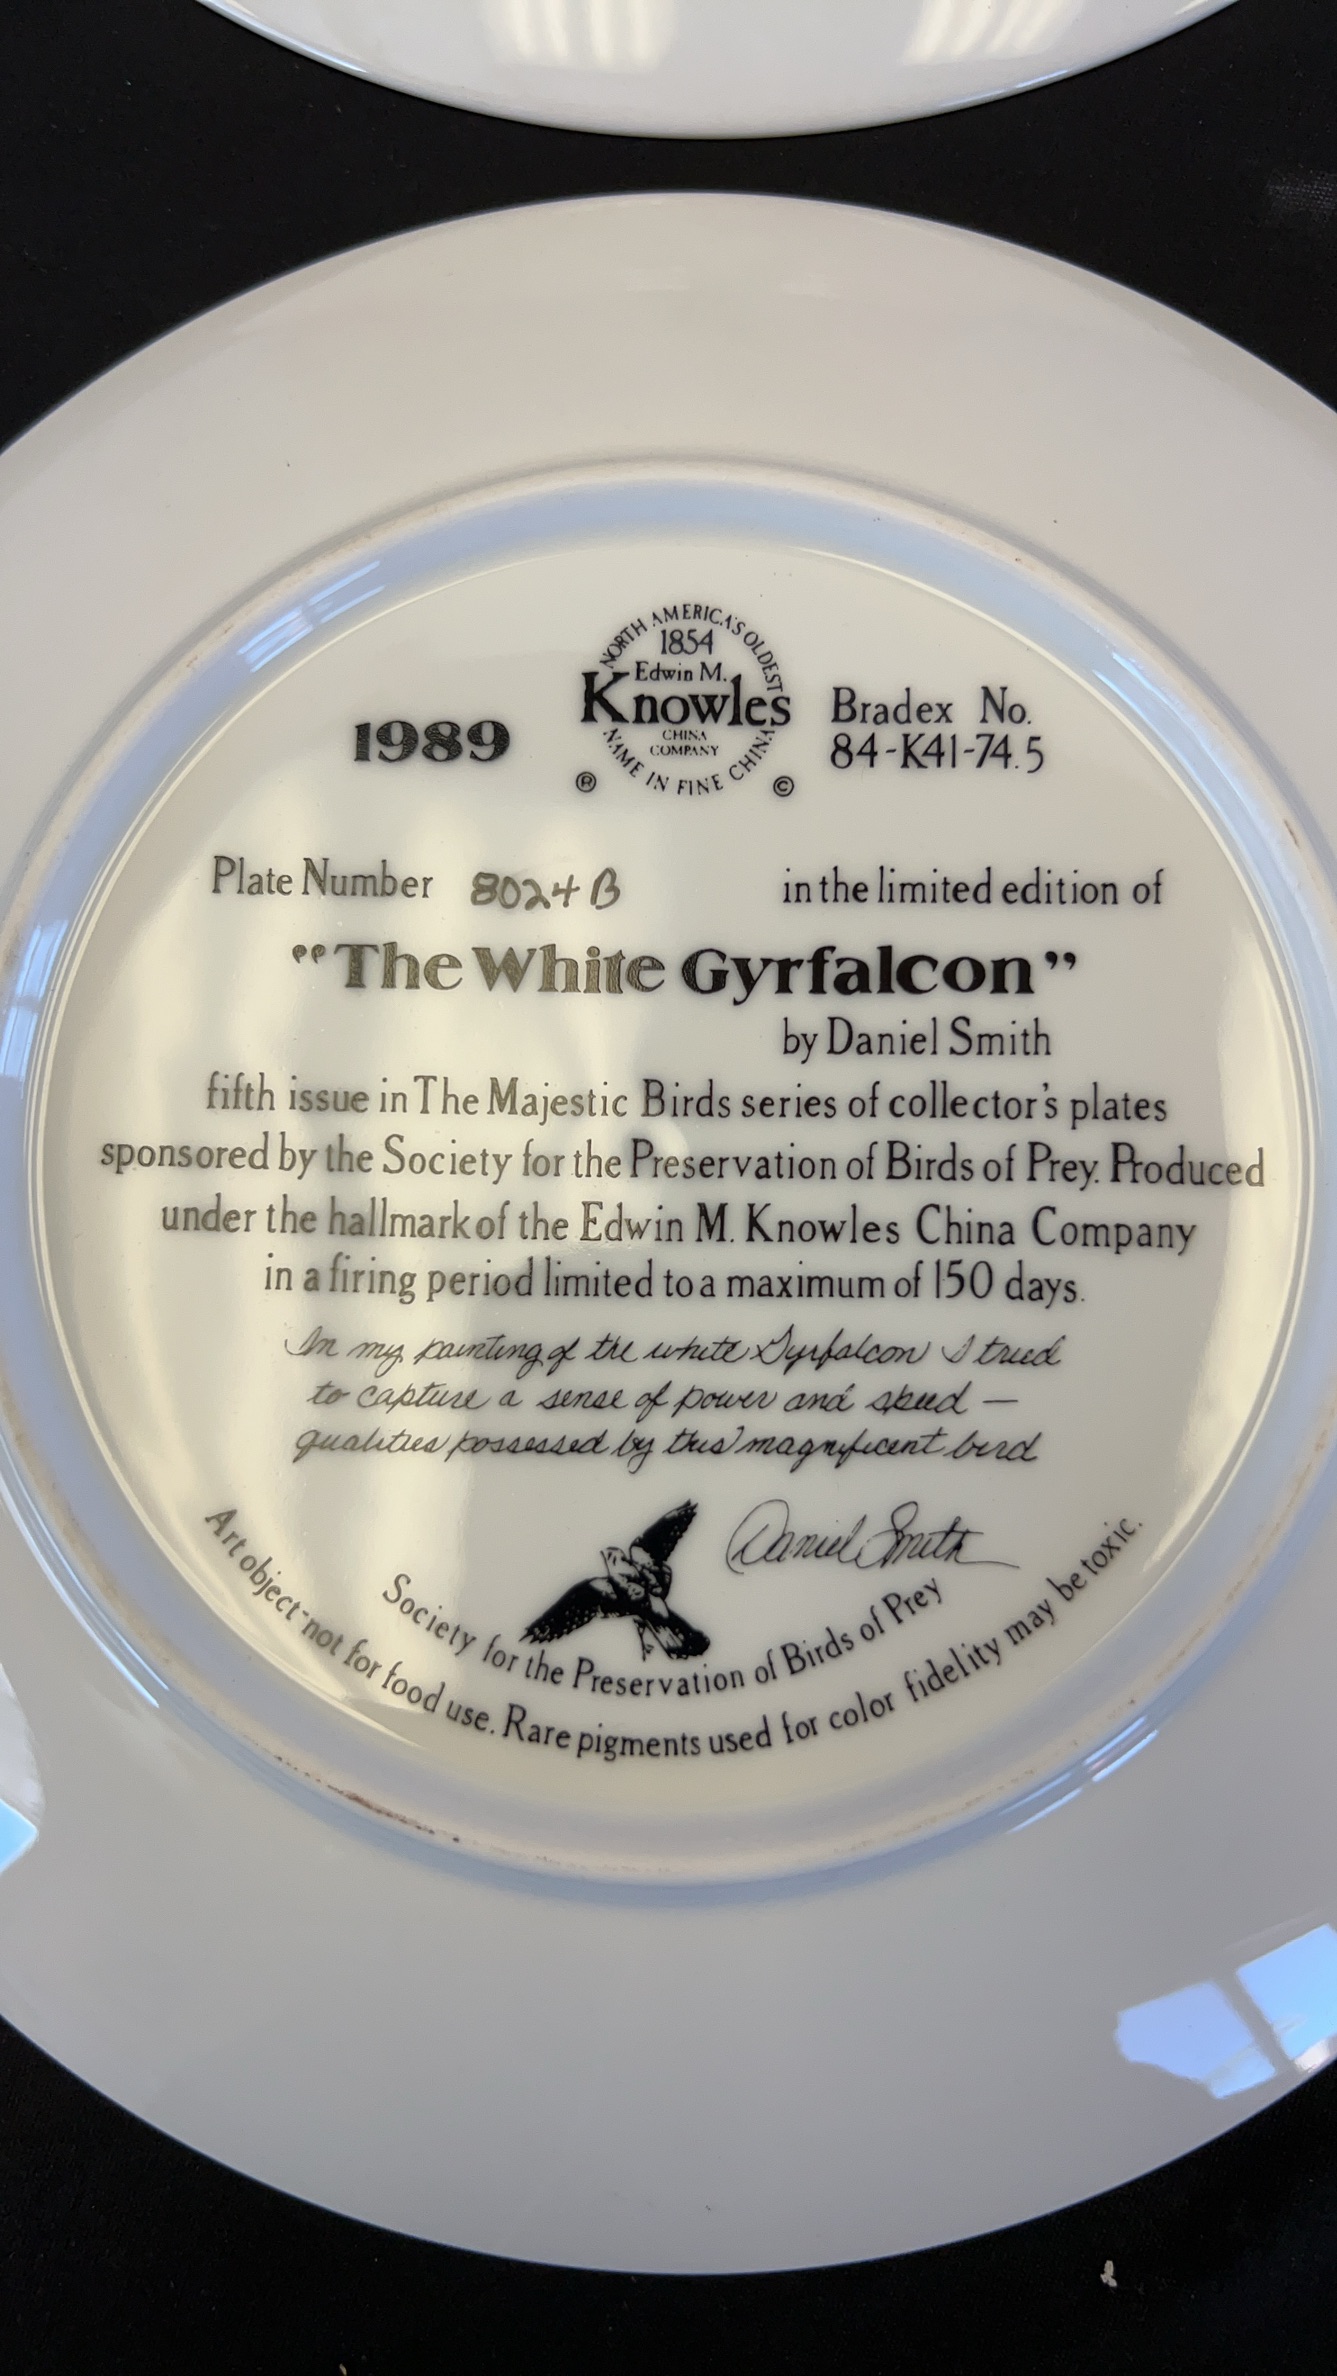 NORTH AMERICA'S OLDEST
1854
Edwin M.
Knowles
CHINA
COMPANY
NAME IN FINE CHINA
® ©
1989
Bradex No.
84-K41-74.5
Plate Number 8024B in the limited edition of
"The White Gyrfalcon"
by Daniel Smith
fifth issue in The Majestic Birds series of collector's plates
sponsored by the Society for the Preservation of Birds of Prey. Produced
under the hallmark of the Edwin M. Knowles China Company
in a firing period limited to a maximum of 150 days.
In my painting of the white Gyrfalcon I tried
to capture a sense of power and speed —
qualities possessed by this magnificent bird
Daniel Smith
Society for the Preservation of Birds of Prey
Art object-not for food use. Rare pigments used for color fidelity may be toxic.